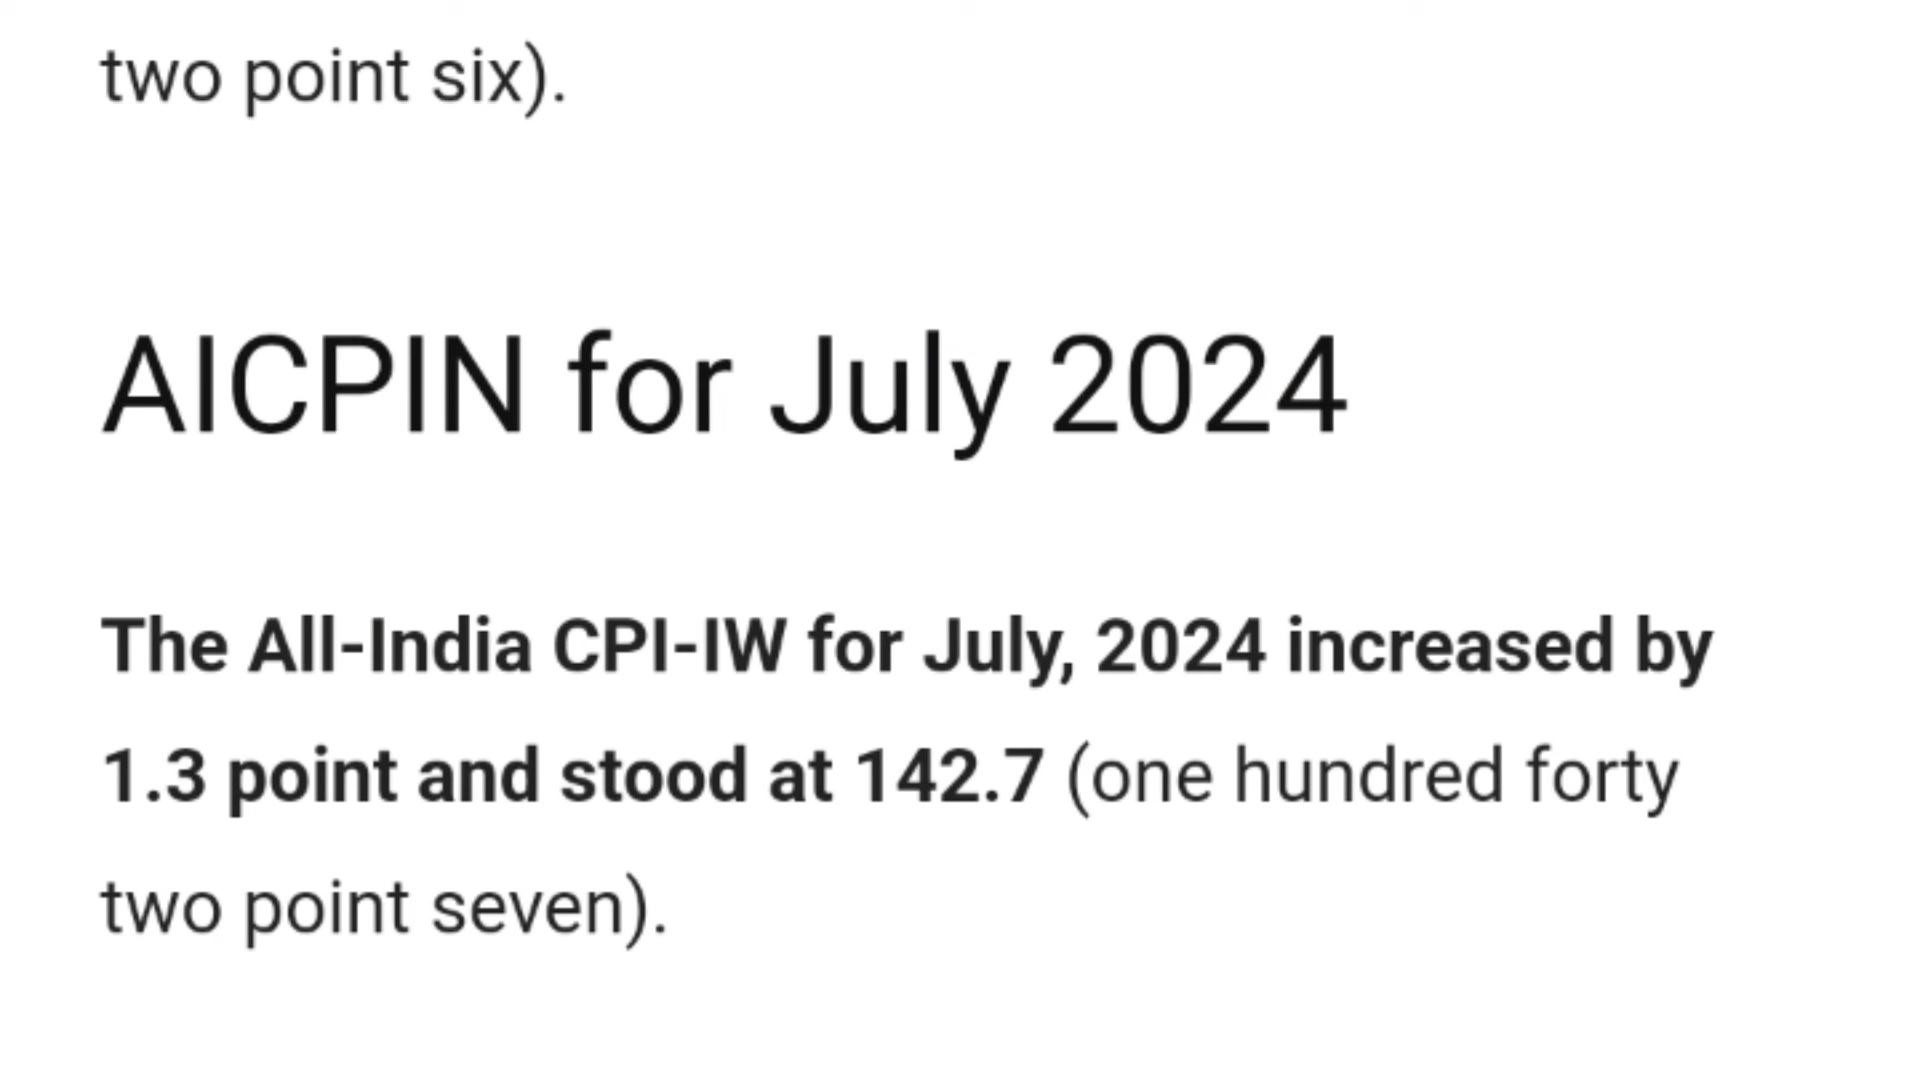 two point six).
AICPIN for July 2024
The All-India CPI-IW for July, 2024 increased by
1.3 point and stood at 142.7 (one hundred forty
two point seven).